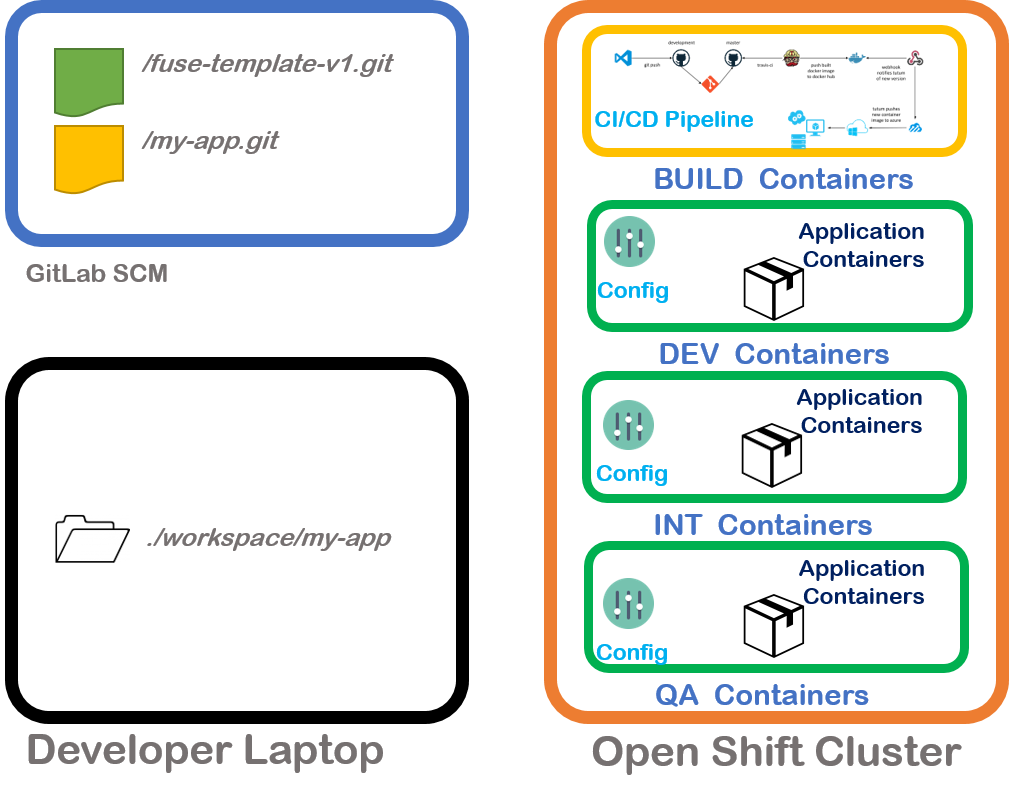 /fuse-template-v1.git
/my-app.git
GitLab SCM
./workspace/my-app
Developer Laptop
development
master
git push
travis-ci
push built
docker image
to docker hub
webhook
notifies tutum
of new version
tutum pushes
new container
image to azure
CI/CD Pipeline
BUILD Containers
Application
Containers
Config
DEV Containers
Application
Containers
Config
INT Containers
Application
Containers
Config
QA Containers
Open Shift Cluster